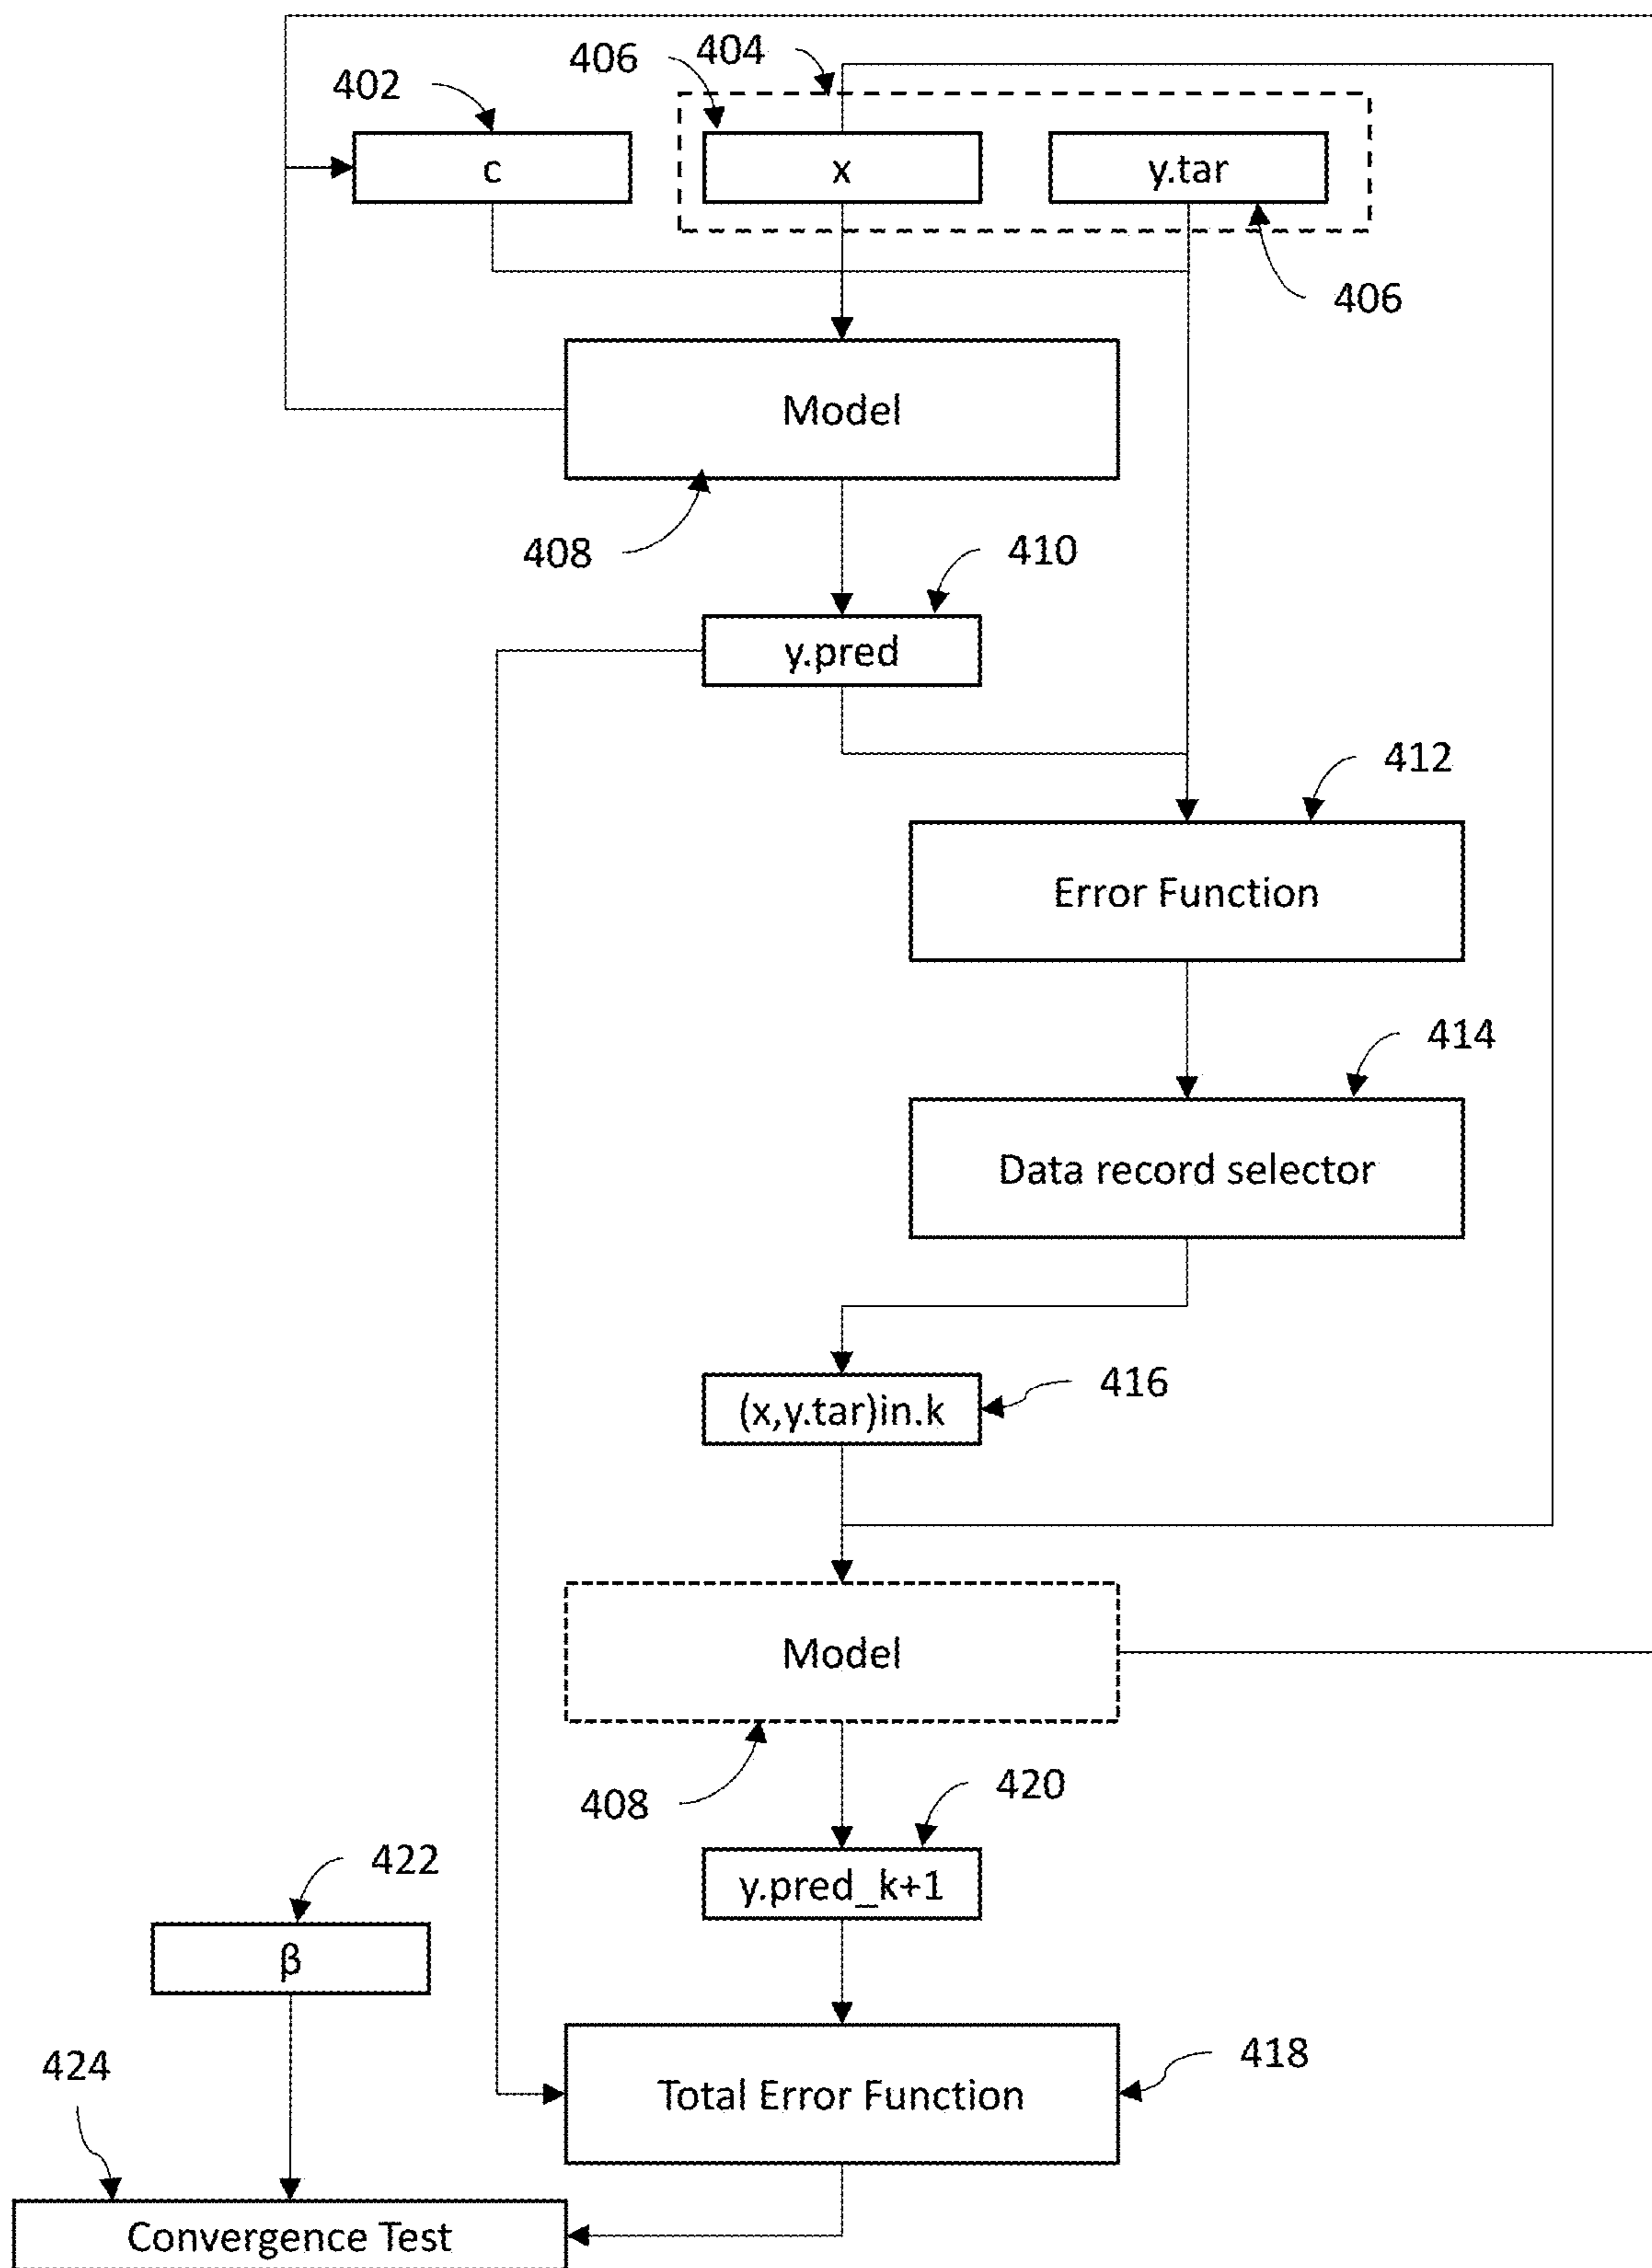 406 404
402
c
x
y.tar
406
Model
408
410
y.pred
412
Error Function
414
Data record selector
(x,y.tar)in.k
416
Model
408
420
y.pred_k+1
422
β
424
418
Total Error Function
Convergence Test